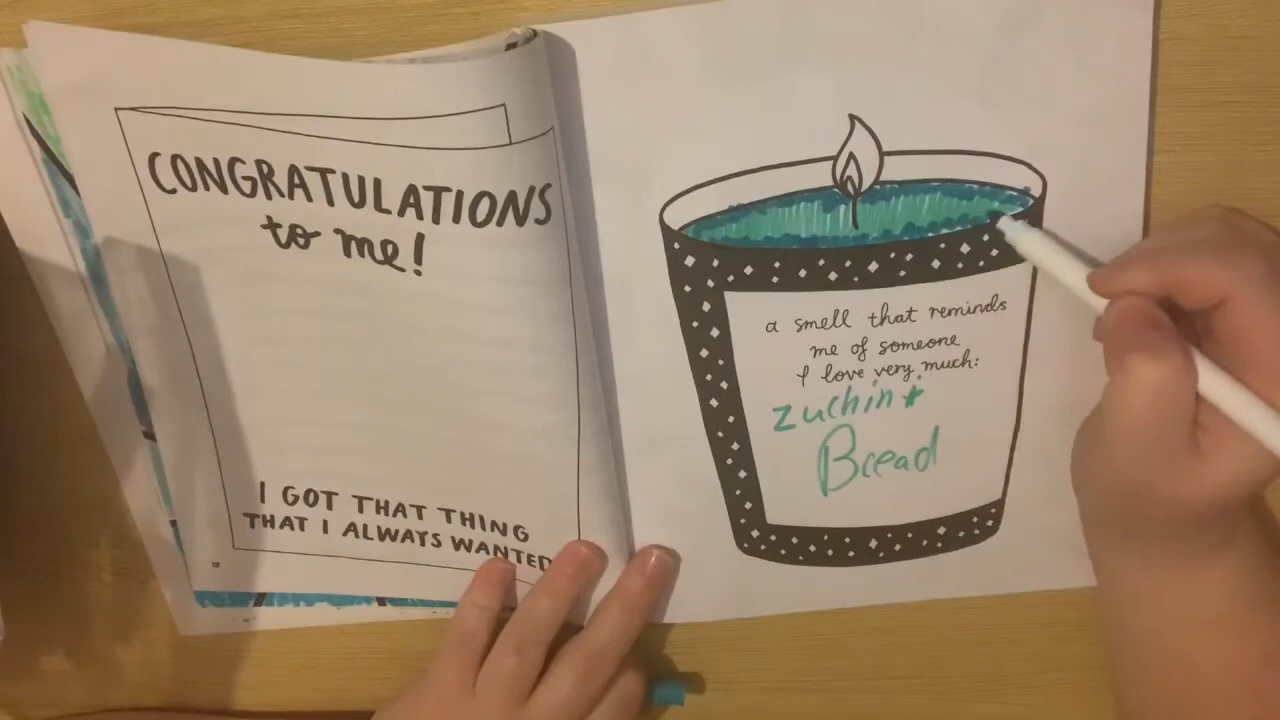 CONGRATULATIONS
to me!
I GOT THAT THING
THAT I ALWAYS WANTED
a smell that reminds
me of someone
I love very much:
zuchin
Bread